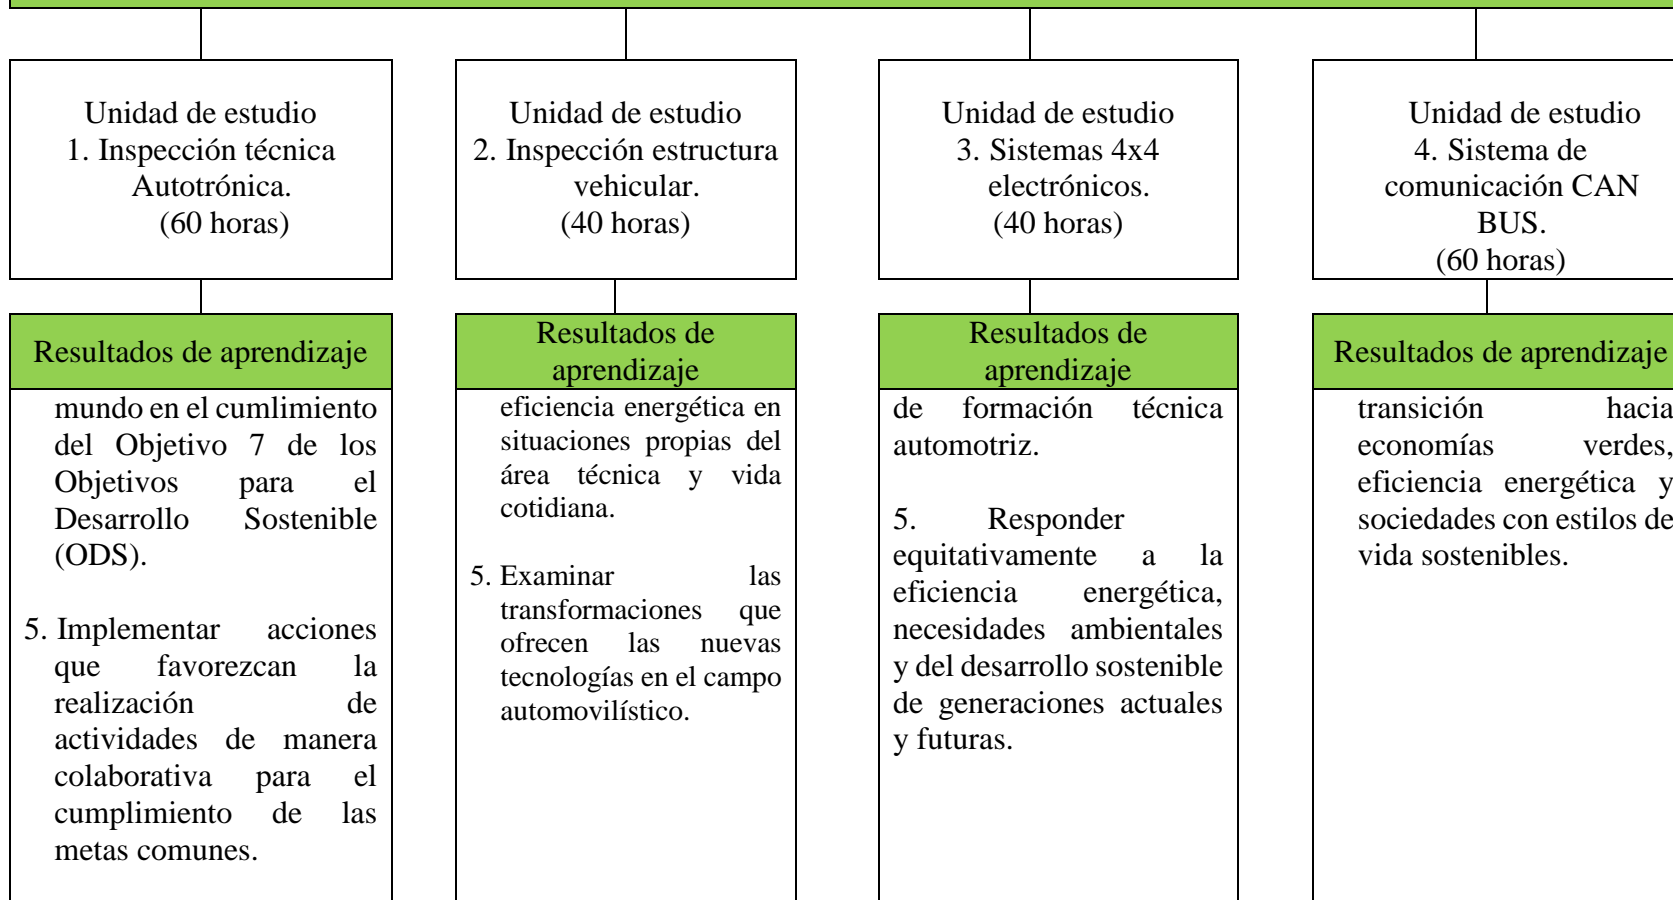 Unidad de estudio
1. Inspección técnica
Autotrónica.
(60 horas)
Unidad de estudio
2. Inspección estructura
vehicular.
(40 horas)
Unidad de estudio
3. Sistemas 4x4
electrónicos.
(40 horas)
Unidad de estudio
4. Sistema de
comunicación CAN
BUS.
(60 horas)
Resultados de aprendizaje
mundo en el cumlimiento
del Objetivo 7 de los
Objetivos para el
Desarrollo Sostenible
(ODS).
5. Implementar acciones
que favorezcan la
realización de
actividades de manera
colaborativa para el
cumplimiento de las
metas comunes.
Resultados de
aprendizaje
eficiencia energética en
situaciones propias del
área técnica y vida
cotidiana.
5. Examinar las
transformaciones que
ofrecen las nuevas
tecnologías en el campo
automovilístico.
Resultados de
aprendizaje
de formación técnica
automotriz.
5. Responder
equitativamente a la
eficiencia energética,
necesidades ambientales
y del desarrollo sostenible
de generaciones actuales
y futuras.
Resultados de aprendizaje
transición hacia
economías verdes,
eficiencia energética y
sociedades con estilos de
vida sostenibles.